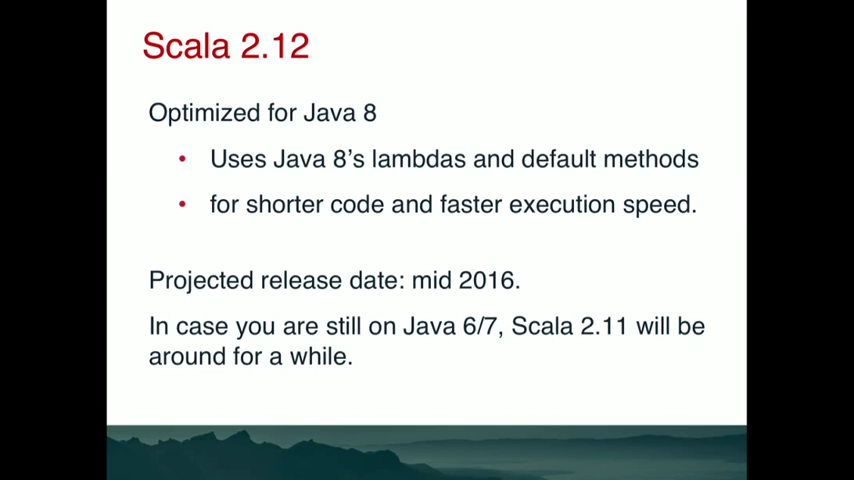 Scala 2.12
Optimized for Java 8
• Uses Java 8's lambdas and default methods
• for shorter code and faster execution speed.
Projected release date: mid 2016.
In case you are still on Java 6/7, Scala 2.11 will be
around for a while.